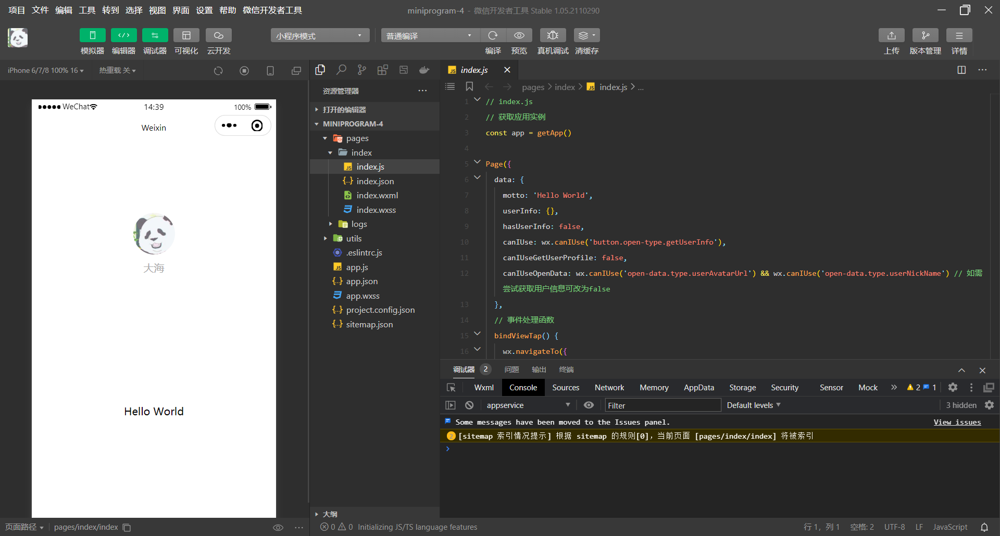 项目 文件 编辑 工具 转到 选择 视图 界面 设置 帮助 微信开发者工具
miniprogram-4 - 微信开发者工具 Stable 1.05.2110290
小程序模式
普通编译
模拟器 编辑器 调试器 可视化 云开发
编译 预览 真机调试 清缓存
上传 版本管理 详情
iPhone 6/7/8 100% 16
热重载 关
WeChat
14:39
100%
Weixin
大海
Hello World
页面路径
pages/index/index
资源管理器
打开的编辑器
MINIPROGRAM-4
pages
index
index.js
index.json
index.wxml
index.wxss
logs
utils
.eslintrc.js
app.js
app.json
app.wxss
project.config.json
sitemap.json
大纲
index.js
pages > index > index.js > ...
1 // index.js
2 // 获取应用实例
3 const app = getApp()
4
5 Page({
6 data: {
7 motto: 'Hello World',
8 userInfo: {},
9 hasUserInfo: false,
10 canIUse: wx.canIUse('button.open-type.getUserInfo'),
11 canIUseGetUserProfile: false,
12 canIUseOpenData: wx.canIUse('open-data.type.userAvatarUrl') && wx.canIUse('open-data.type.userNickName') // 如需
尝试获取用户信息可改为false
13 },
14 // 事件处理函数
15 bindViewTap() {
16 wx.navigateTo({
调试器 2 问题 输出 终端
Wxml Console Sources Network Memory AppData Storage Security Sensor Mock » 2 1
appservice
Filter
Default levels
3 hidden
Some messages have been moved to the Issues panel.
View issues
2 [sitemap 索引情况提示] 根据 sitemap 的规则[0]，当前页面 [pages/index/index] 将被索引
>
0 0 Initializing JS/TS language features
行 1，列 1 空格: 2 UTF-8 LF JavaScript